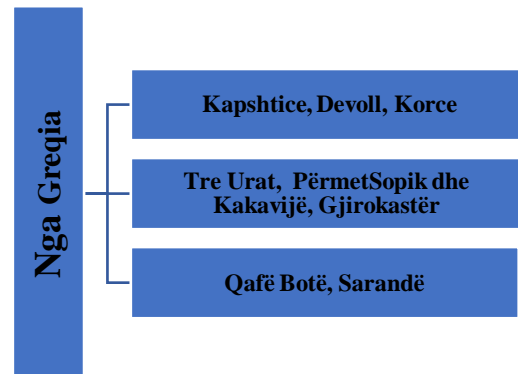 Nga Greqia
Kapshtice, Devoll, Korce
Tre Urat, PërmetSopik dhe
Kakavijë, Gjirokastër
Qafë Botë, Sarandë